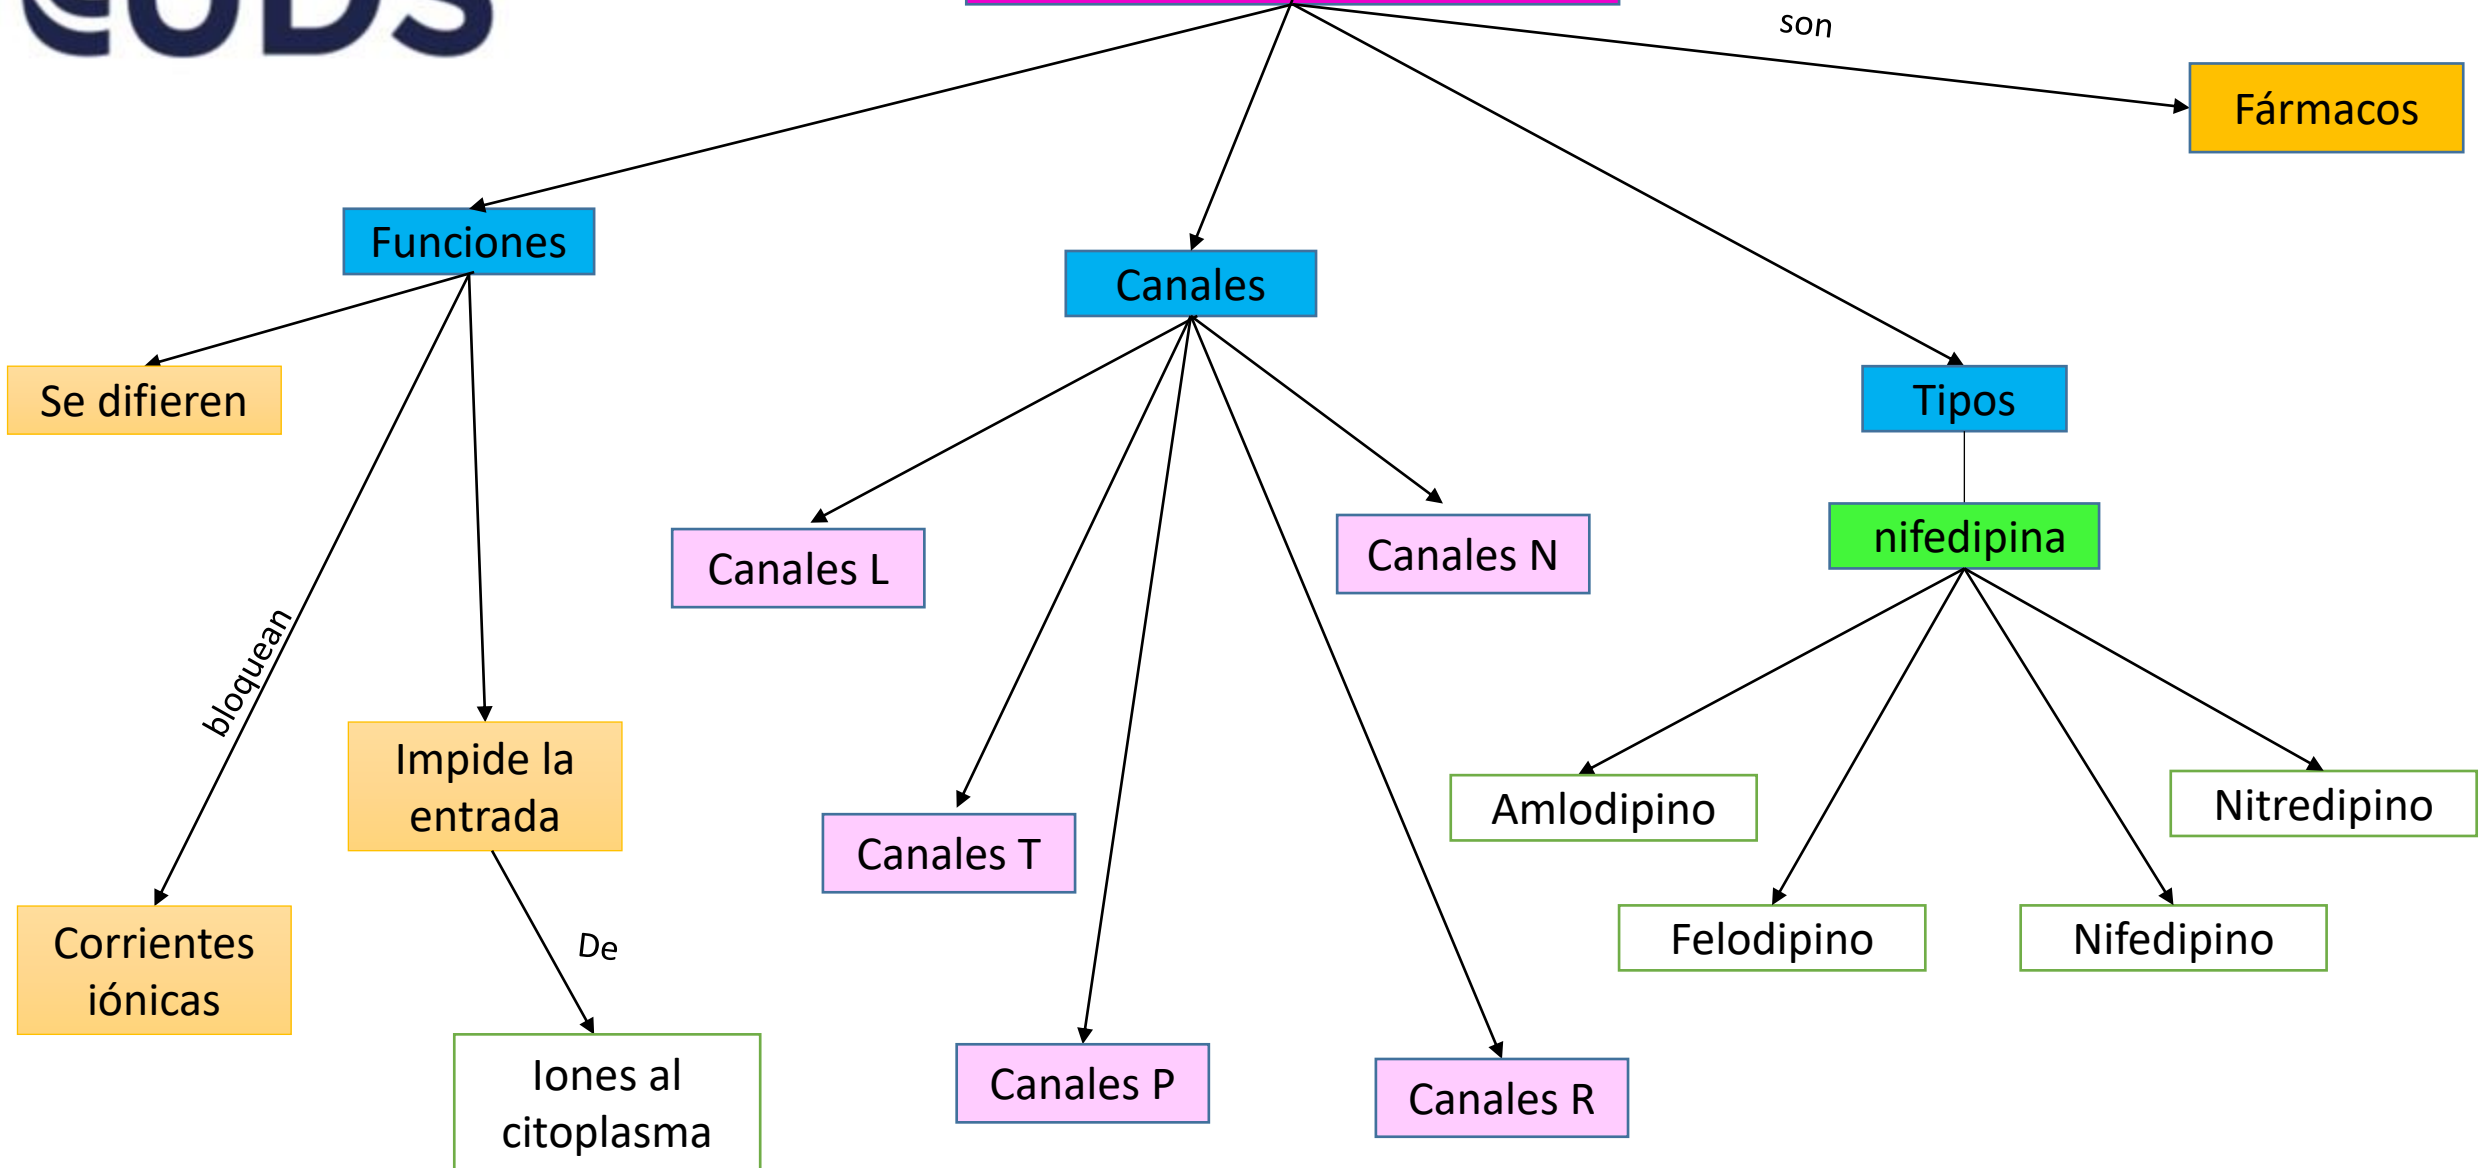 son
Fármacos
Funciones
Canales
Se difieren
Tipos
nifedipina
Canales L
Canales N
bloquean
Impide la
entrada
Amlodipino
Nitredipino
Canales T
Corrientes
iónicas
De
Felodipino
Nifedipino
Iones al
citoplasma
Canales P
Canales R